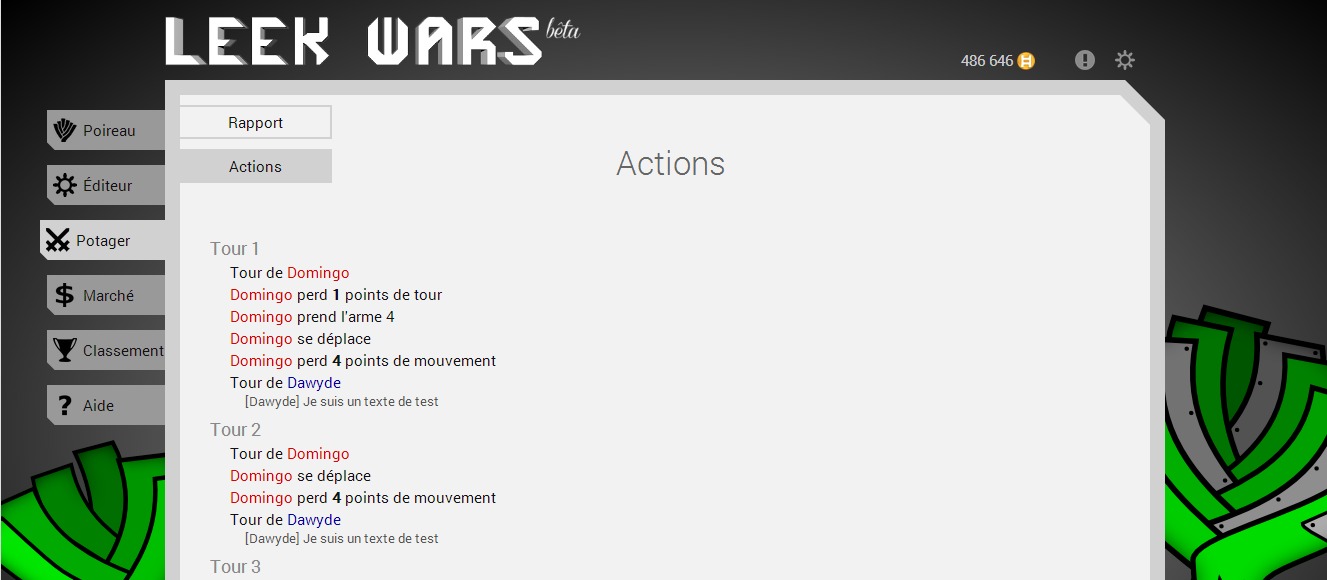 LEEK WARS bêta
486 646
Poireau
Éditeur
Potager
Marché
Classement
Aide
Rapport
Actions
Actions
Tour 1
Tour de Domingo
Domingo perd 1 points de tour
Domingo prend l'arme 4
Domingo se déplace
Domingo perd 4 points de mouvement
Tour de Dawyde
[Dawyde] Je suis un texte de test
Tour 2
Tour de Domingo
Domingo se déplace
Domingo perd 4 points de mouvement
Tour de Dawyde
[Dawyde] Je suis un texte de test
Tour 3